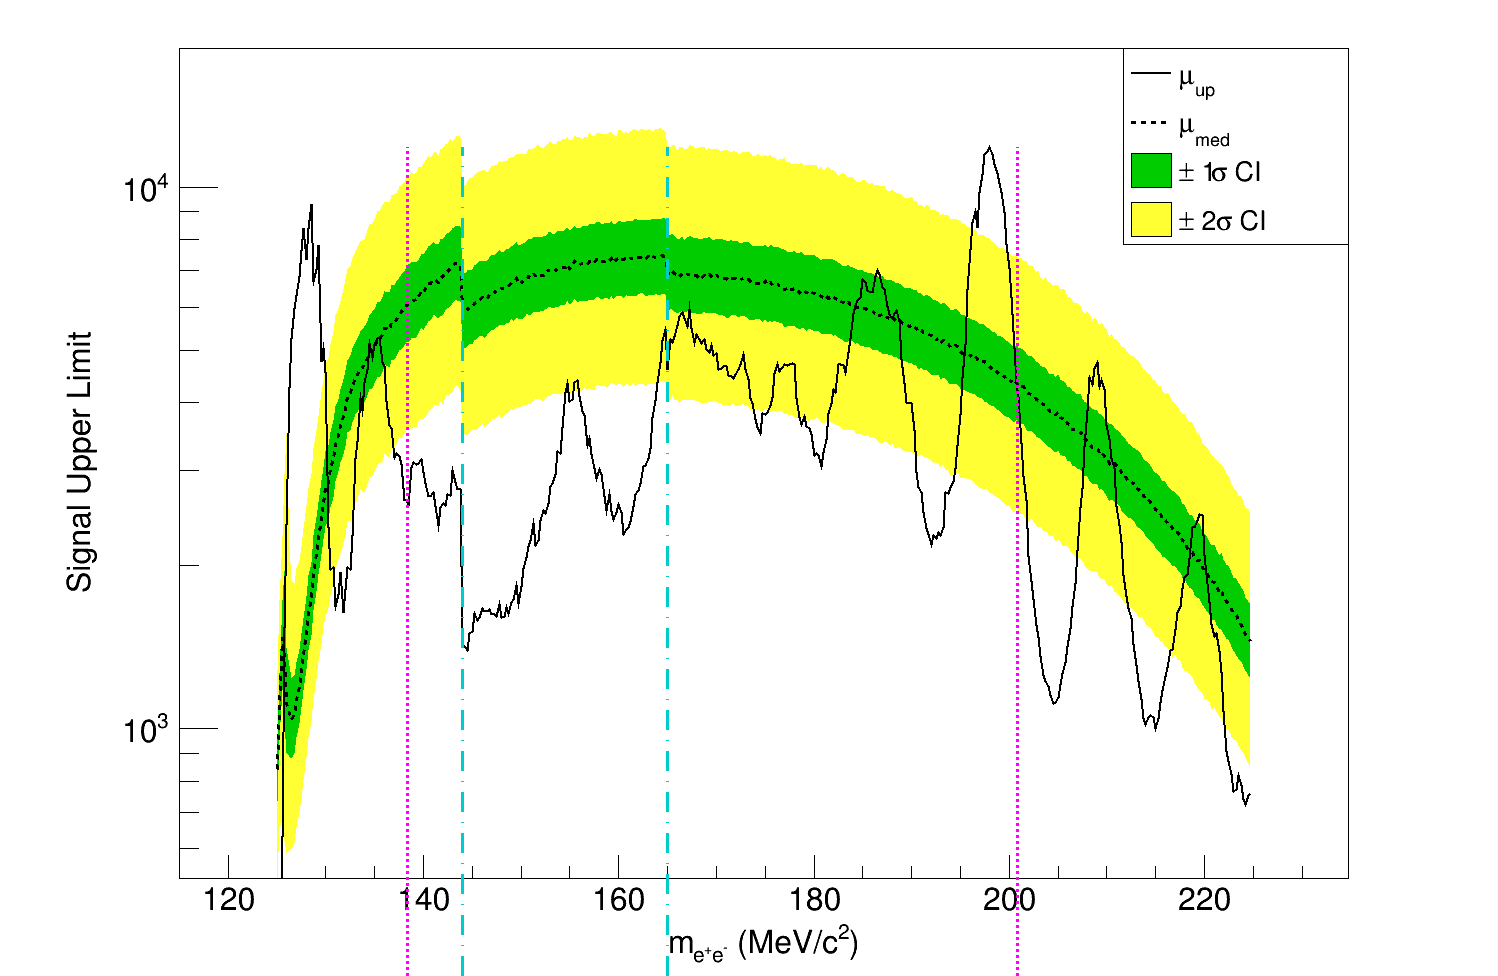 μup
μmed
± 1σ CI
± 2σ CI
10⁴
10³
Signal Upper Limit
120 140 160 180 200 220
me⁺e⁻ (MeV/c²)